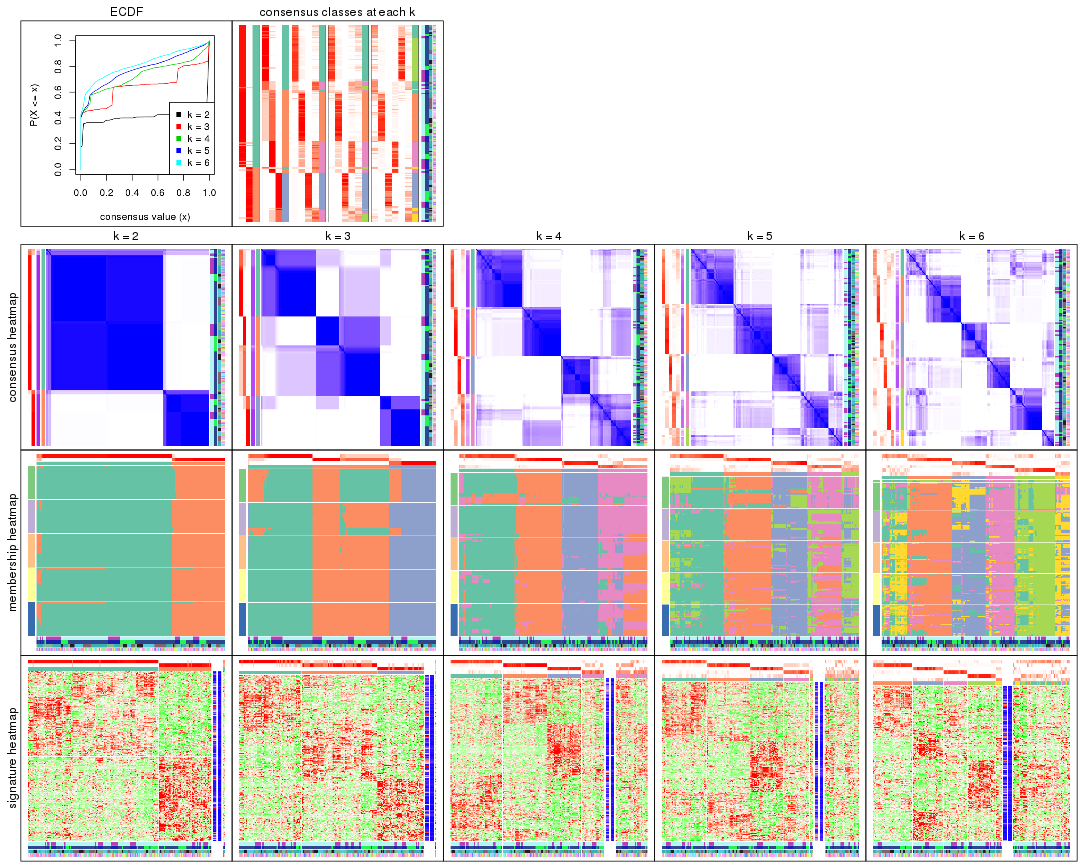 ECDF
consensus classes at each k
P(X <= x)
0.0 0.2 0.4 0.6 0.8 1.0
k = 2
k = 3
k = 4
k = 5
k = 6
0.0 0.2 0.4 0.6 0.8 1.0
consensus value (x)
k = 2
k = 3
k = 4
k = 5
k = 6
consensus heatmap
membership heatmap
signature heatmap